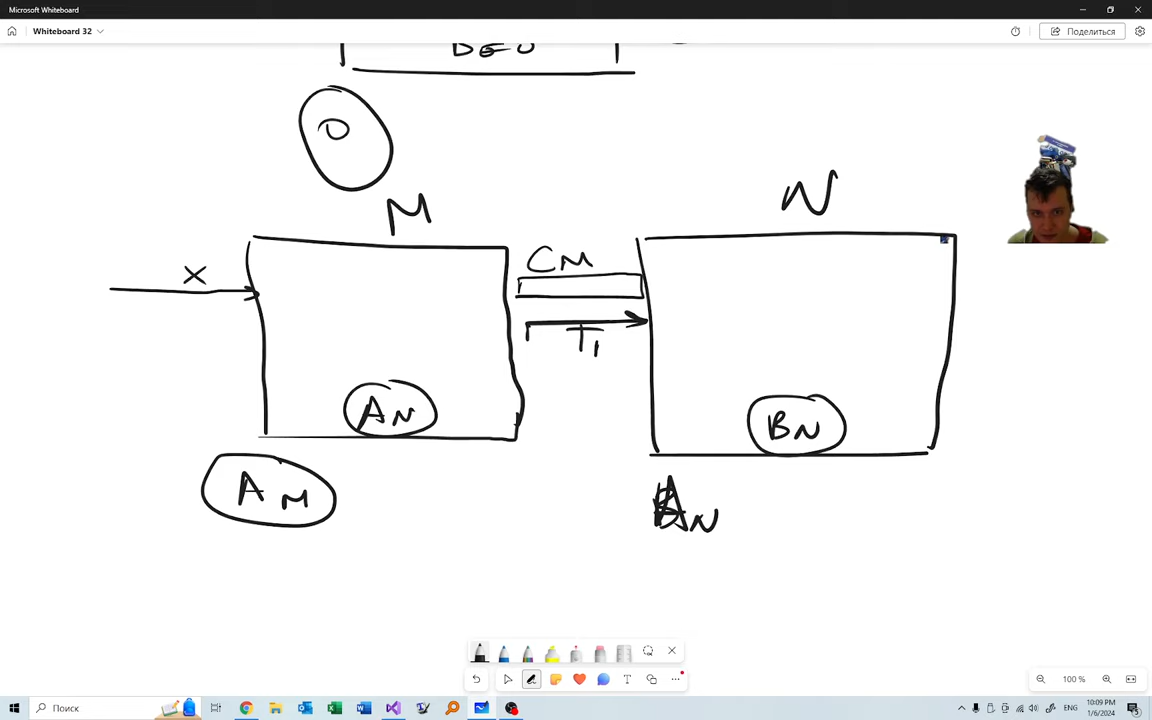 Microsoft Whiteboard
Whiteboard 32
Поделиться
O
M
N
X
CM
T1
AN
BN
AM
N
T
100 %
Поиск
ENG
10:09 PM
1/6/2024
5